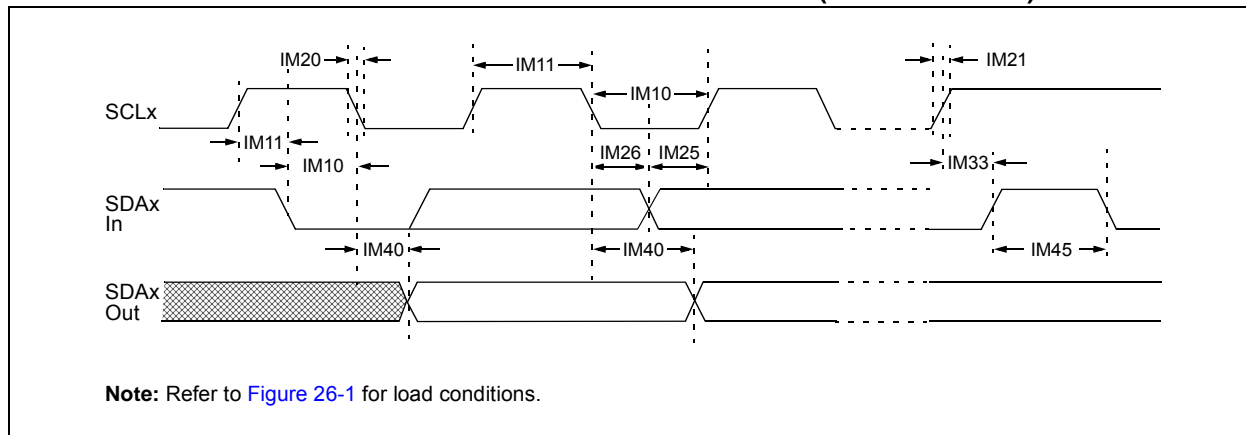 IM20
IM11
IM21
SCLx
IM10
IM11
IM10
IM26
IM25
IM33
SDAx
In
IM40
IM40
IM45
SDAx
Out
Note: Refer to Figure 26-1 for load conditions.